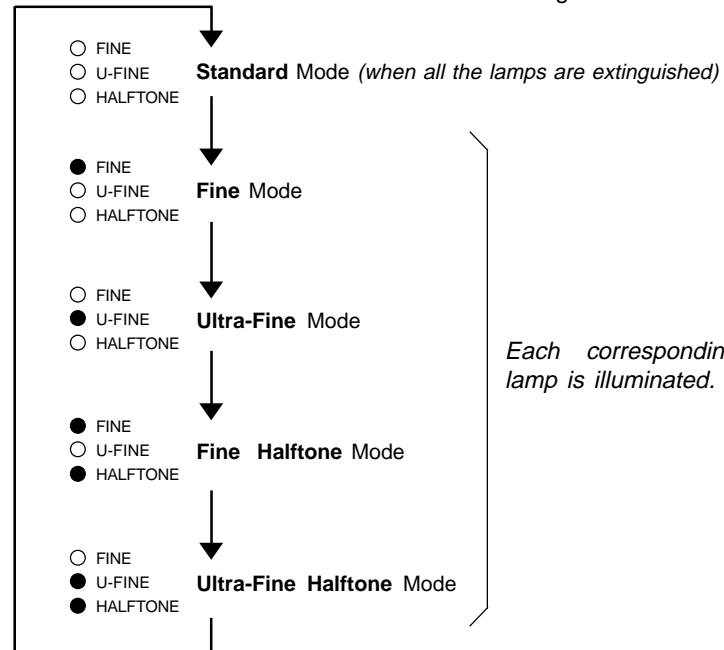 FINE
U-FINE
HALFTONE
Standard Mode (when all the lamps are extinguished)
FINE
U-FINE
HALFTONE
Fine Mode
FINE
U-FINE
HALFTONE
Ultra-Fine Mode
Each correspondin
lamp is illuminated.
FINE
U-FINE
HALFTONE
Fine Halftone Mode
FINE
U-FINE
HALFTONE
Ultra-Fine Halftone Mode